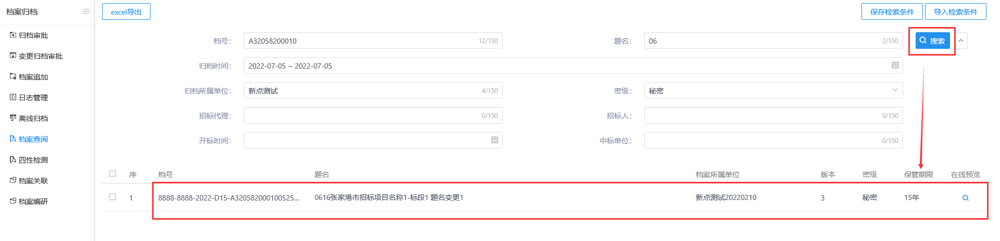 档案归档
归档审批
变更归档审批
档案追加
日志管理
离线归档
档案查阅
四性检测
档案关联
档案编研
excel导出
保存检索条件
导入检索条件
档号： A32058200010 12/150 题名： 06 2/150 搜索
归档时间： 2022-07-05 ~ 2022-07-05
归档所属单位： 新点测试 4/150 密级： 秘密
招标代理： 0/150 招标人： 0/150
开标时间： 中标单位： 0/150
序 档号 题名 档案所属单位 版本 密级 保管期限 在线预览
1 8888-8888-2022-D15-A320582000100525... 0616张家港市招标项目名称1-标段1 题名变更1 新点测试20220210 3 秘密 15年